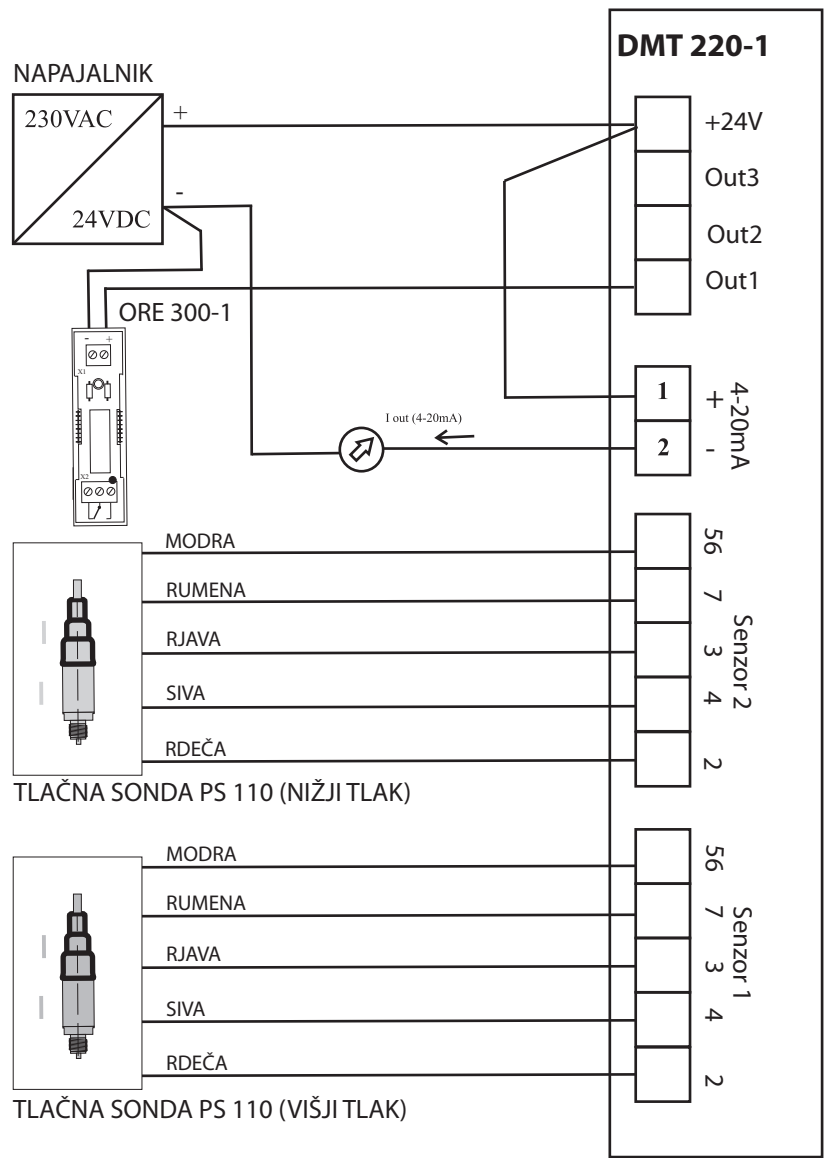 DMT 220-1
NAPAJALNIK
230VAC
24VDC
+
-
+24V
Out3
Out2
Out1
ORE 300-1
- +
X1
X2
I out (4-20mA)
1
2
+
-
4-20mA
MODRA
RUMENA
RJAVA
SIVA
RDEČA
56
7
3
4
2
Senzor 2
TLAČNA SONDA PS 110 (NIŽJI TLAK)
MODRA
RUMENA
RJAVA
SIVA
RDEČA
56
7
3
4
2
Senzor 1
TLAČNA SONDA PS 110 (VIŠJI TLAK)